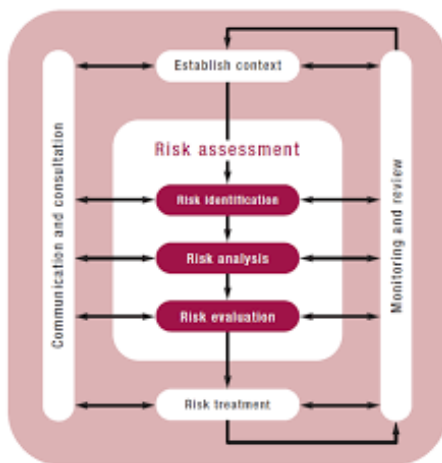 Establish context
Communication and consultation
Risk assessment
Risk identification
Risk analysis
Risk evaluation
Monitoring and review
Risk treatment